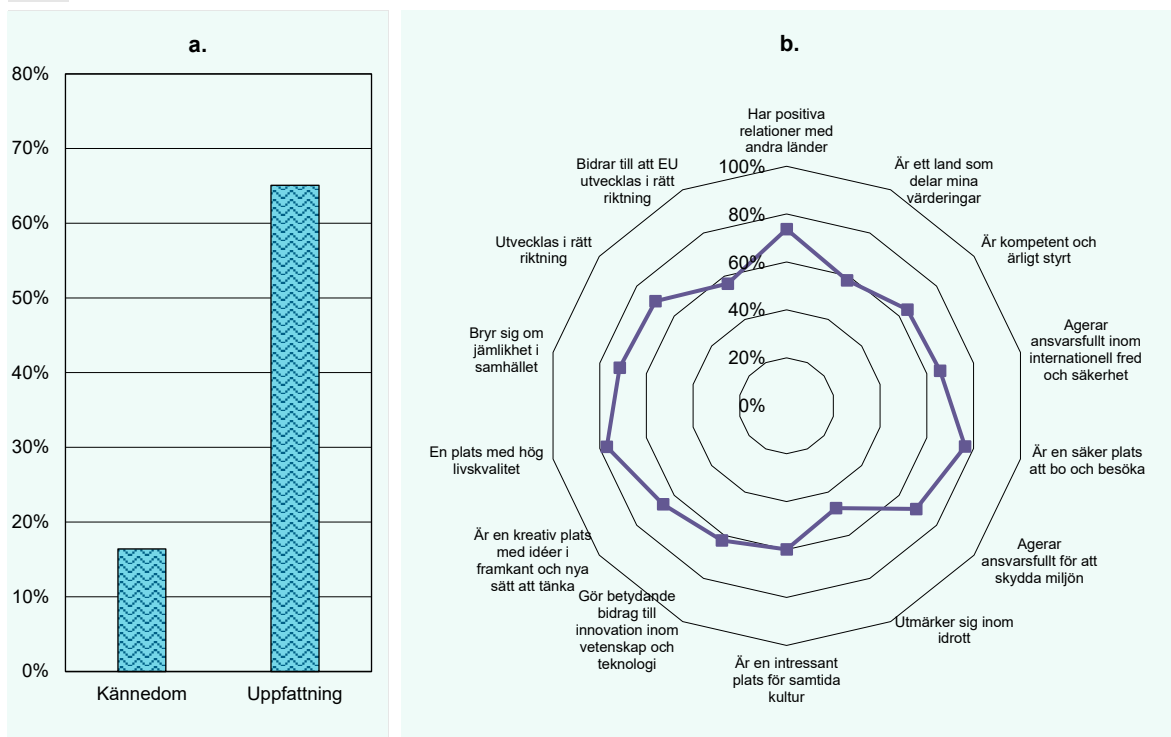 a.
80%
70%
60%
50%
40%
30%
20%
10%
0%
Kännedom
Uppfattning
b.
Har positiva
relationer med
andra länder
Är ett land som
delar mina
värderingar
Är kompetent och
ärligt styrt
Agerar
ansvarsfullt inom
internationell fred
och säkerhet
Är en säker plats
att bo och besöka
Agerar
ansvarsfullt för att
skydda miljön
Utmärker sig inom
idrott
Är en intressant
plats för samtida
kultur
Gör betydande
bidrag till
innovation inom
vetenskap och
teknologi
Är en kreativ plats
med idéer i
framkant och nya
sätt att tänka
En plats med hög
livskvalitet
Bryr sig om
jämlikhet i
samhället
Utvecklas i rätt
riktning
Bidrar till att EU
utvecklas i rätt
riktning
100%
80%
60%
40%
20%
0%